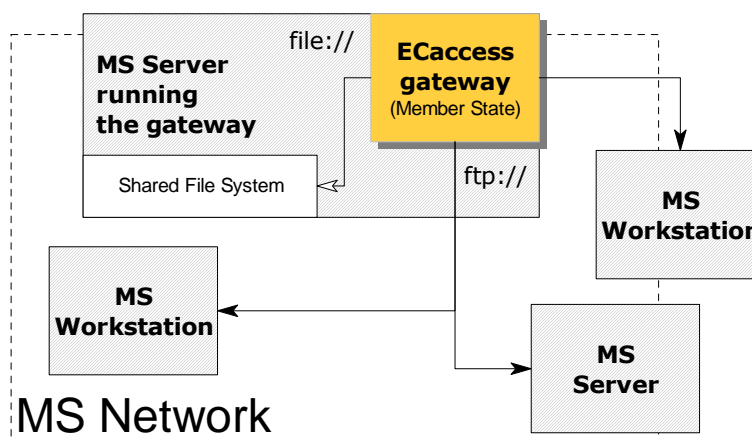 file://
MS Server
running
the gateway
ECaccess
gateway
(Member State)
Shared File System
ftp://
MS
Workstation
MS
Workstation
MS
Server
MS Network